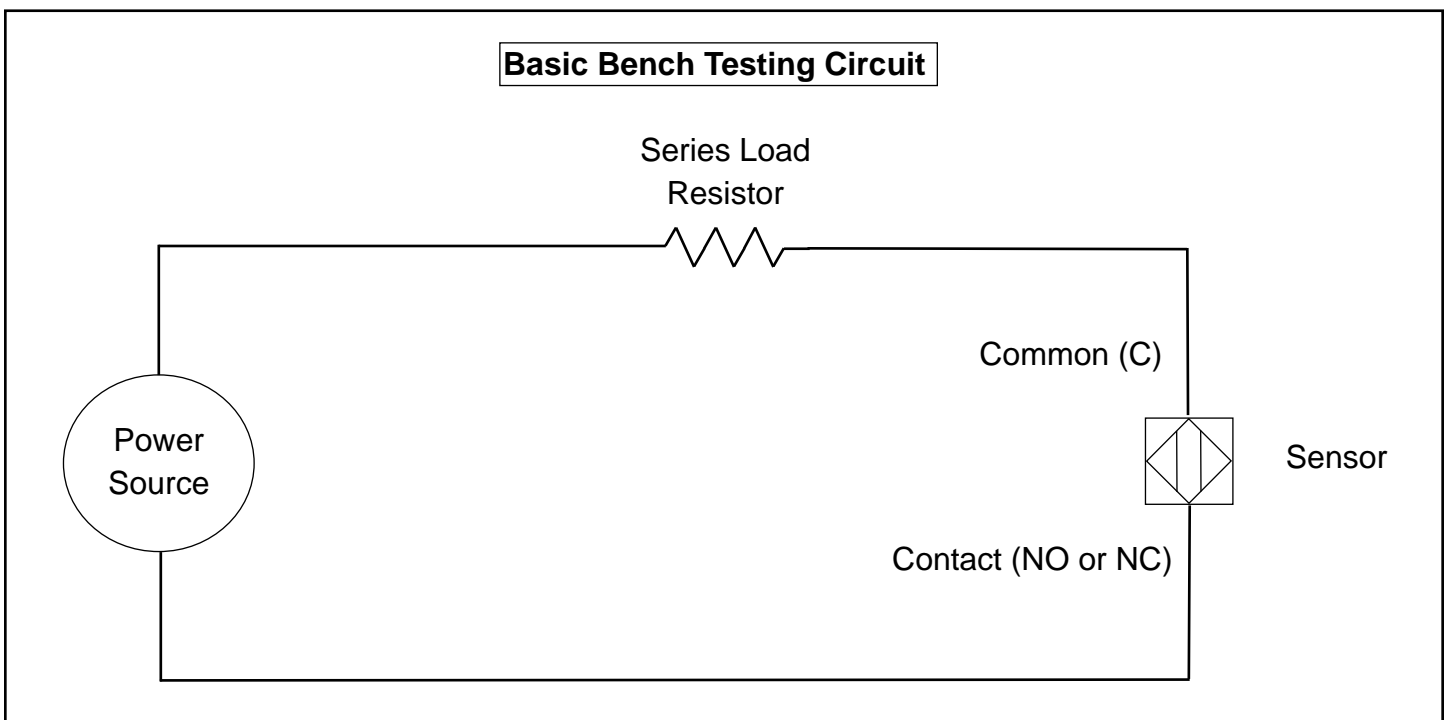 Basic Bench Testing Circuit
Series Load
Resistor
Common (C)
Power
Source
Sensor
Contact (NO or NC)